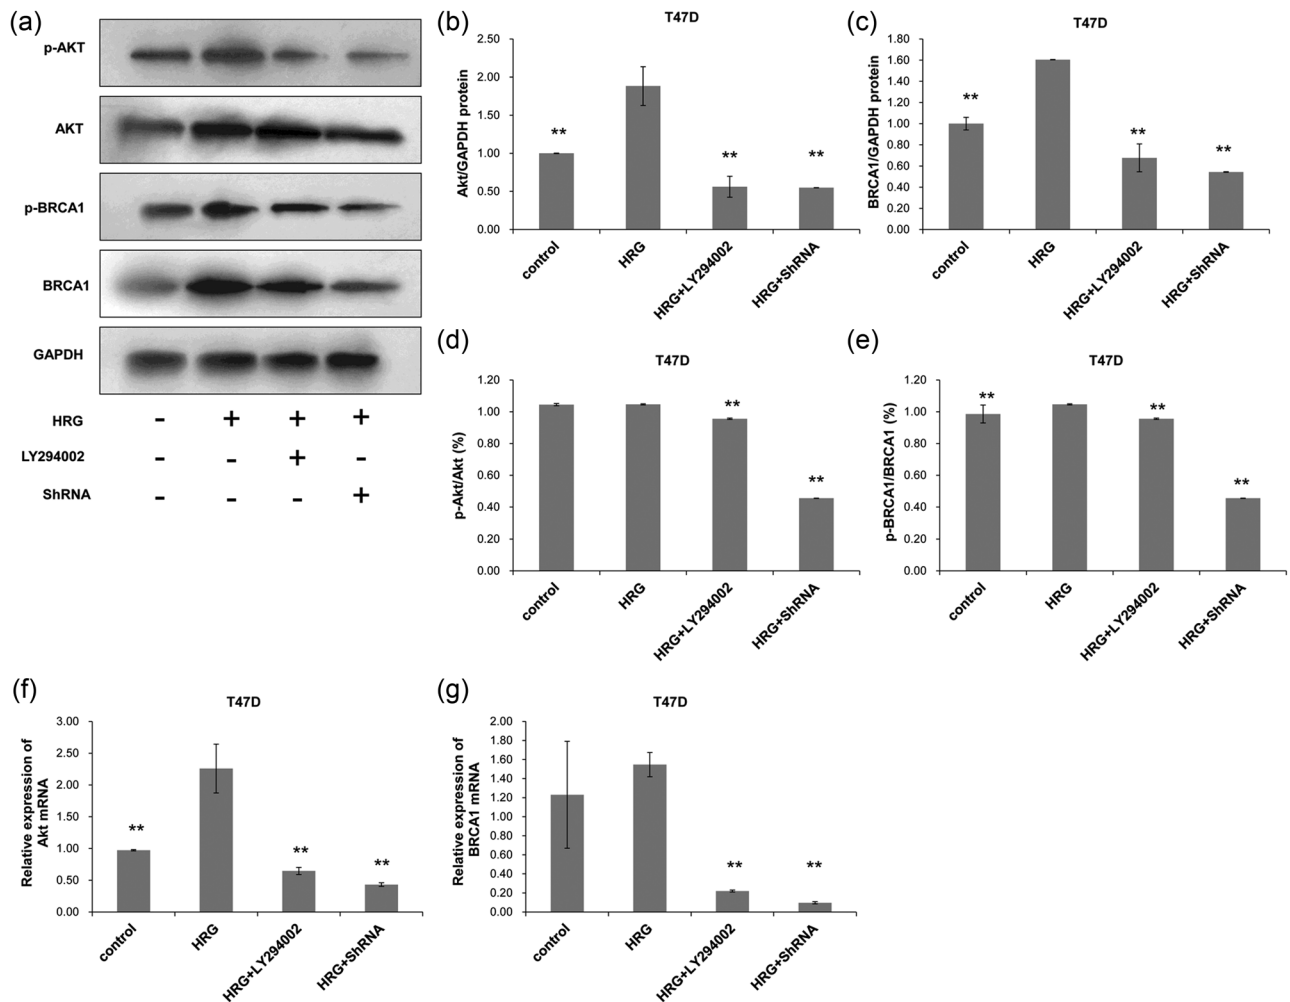 (a)
p-AKT
AKT
p-BRCA1
BRCA1
GAPDH
HRG - + + +
LY294002 - - + -
ShRNA - - - +
(b)
T47D
Akt/GAPDH protein
2.50
2.00
1.50
1.00
0.50
0.00
**
**
**
control
HRG
HRG+LY294002
HRG+ShRNA
(c)
T47D
BRCA1/GAPDH protein
1.80
1.60
1.40
1.20
1.00
0.80
0.60
0.40
0.20
0.00
**
**
**
control
HRG
HRG+LY294002
HRG+ShRNA
(d)
T47D
p-Akt/Akt (%)
1.20
1.00
0.80
0.60
0.40
0.20
0.00
**
**
control
HRG
HRG+LY294002
HRG+ShRNA
(e)
T47D
p-BRCA1/BRCA1 (%)
1.20
1.00
0.80
0.60
0.40
0.20
0.00
**
**
**
control
HRG
HRG+LY294002
HRG+ShRNA
(f)
T47D
Relative expression of
Akt mRNA
3.00
2.50
2.00
1.50
1.00
0.50
0.00
**
**
**
control
HRG
HRG+LY294002
HRG+ShRNA
(g)
T47D
Relative expression of
BRCA1 mRNA
2.00
1.80
1.60
1.40
1.20
1.00
0.80
0.60
0.40
0.20
0.00
**
**
control
HRG
HRG+LY294002
HRG+ShRNA